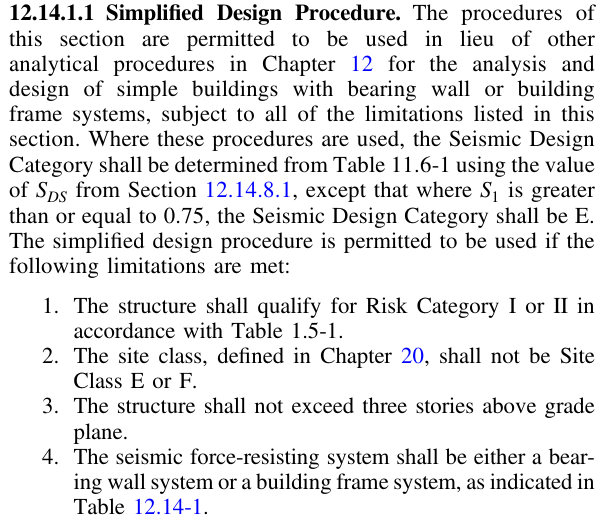 12.14.1.1 Simplified Design Procedure. The procedures of
this section are permitted to be used in lieu of other
analytical procedures in Chapter 12 for the analysis and
design of simple buildings with bearing wall or building
frame systems, subject to all of the limitations listed in this
section. Where these procedures are used, the Seismic Design
Category shall be determined from Table 11.6-1 using the value
of S_DS from Section 12.14.8.1, except that where S_1 is greater
than or equal to 0.75, the Seismic Design Category shall be E.
The simplified design procedure is permitted to be used if the
following limitations are met:
1. The structure shall qualify for Risk Category I or II in
accordance with Table 1.5-1.
2. The site class, defined in Chapter 20, shall not be Site
Class E or F.
3. The structure shall not exceed three stories above grade
plane.
4. The seismic force-resisting system shall be either a bear-
ing wall system or a building frame system, as indicated in
Table 12.14-1.